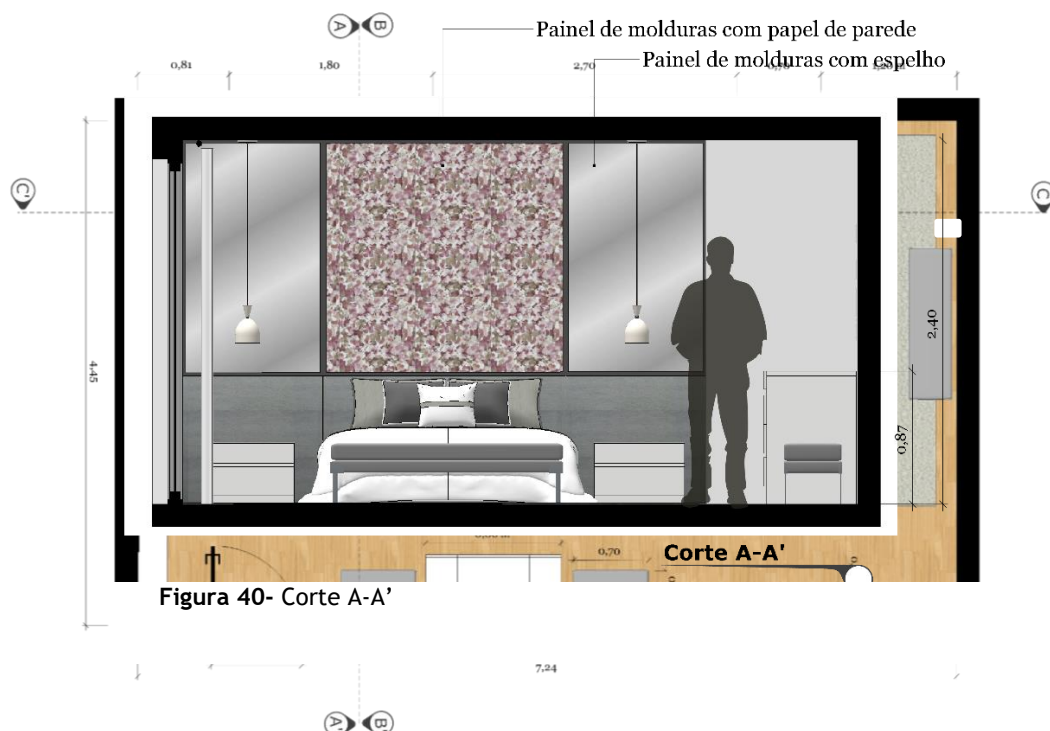 A B
Painel de molduras com papel de parede
Painel de molduras com espelho
0,81
1,80
2,70
C'
C
2,40
4,45
0,87
0,70
Corte A-A'
Figura 40- Corte A-A’
7,24
A' B'